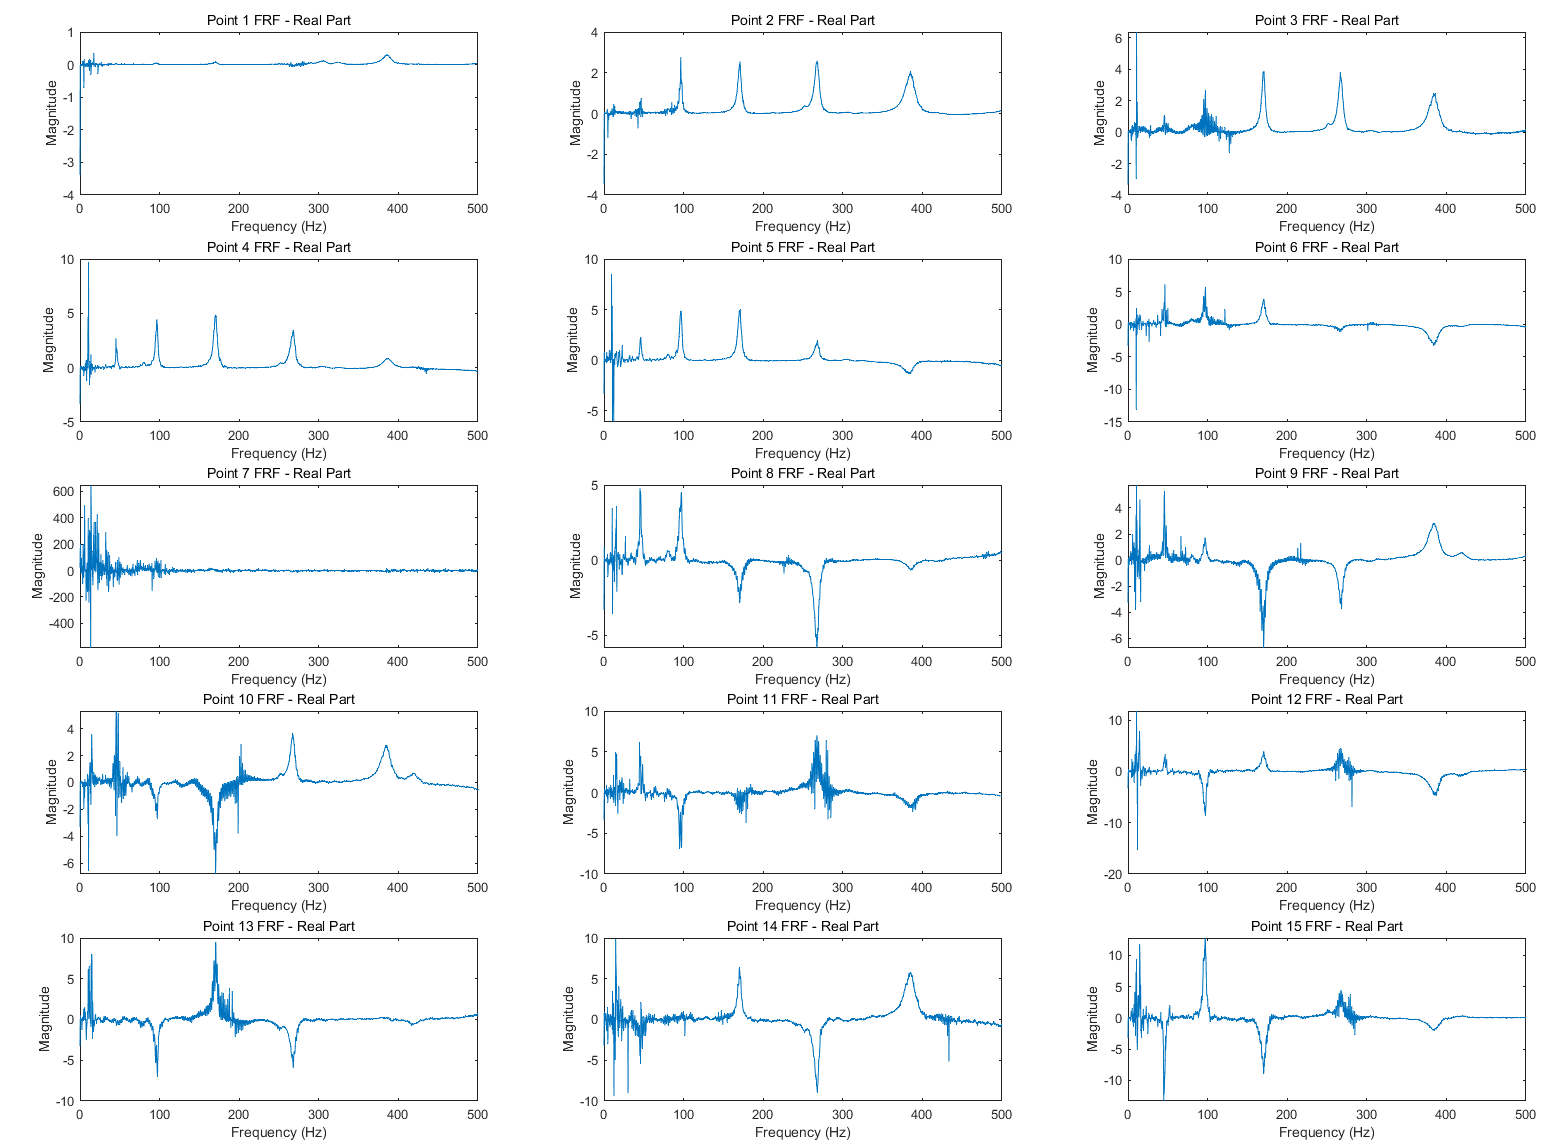 Point 1 FRF - Real Part
1
0
-1
-2
-3
-4
Magnitude
0 100 200 300 400 500
Frequency (Hz)
Point 2 FRF - Real Part
4
2
0
-2
-4
Magnitude
0 100 200 300 400 500
Frequency (Hz)
Point 3 FRF - Real Part
6
4
2
0
-2
-4
Magnitude
0 100 200 300 400 500
Frequency (Hz)
Point 4 FRF - Real Part
10
5
0
-5
Magnitude
0 100 200 300 400 500
Frequency (Hz)
Point 5 FRF - Real Part
10
5
0
-5
Magnitude
0 100 200 300 400 500
Frequency (Hz)
Point 6 FRF - Real Part
10
5
0
-5
-10
-15
Magnitude
0 100 200 300 400 500
Frequency (Hz)
Point 7 FRF - Real Part
600
400
200
0
-200
-400
Magnitude
0 100 200 300 400 500
Frequency (Hz)
Point 8 FRF - Real Part
5
0
-5
Magnitude
0 100 200 300 400 500
Frequency (Hz)
Point 9 FRF - Real Part
4
2
0
-2
-4
-6
Magnitude
0 100 200 300 400 500
Frequency (Hz)
Point 10 FRF - Real Part
4
2
0
-2
-4
-6
Magnitude
0 100 200 300 400 500
Frequency (Hz)
Point 11 FRF - Real Part
10
5
0
-5
-10
Magnitude
0 100 200 300 400 500
Frequency (Hz)
Point 12 FRF - Real Part
10
0
-10
-20
Magnitude
0 100 200 300 400 500
Frequency (Hz)
Point 13 FRF - Real Part
10
5
0
-5
-10
Magnitude
0 100 200 300 400 500
Frequency (Hz)
Point 14 FRF - Real Part
10
5
0
-5
-10
Magnitude
0 100 200 300 400 500
Frequency (Hz)
Point 15 FRF - Real Part
10
5
0
-5
-10
Magnitude
0 100 200 300 400 500
Frequency (Hz)